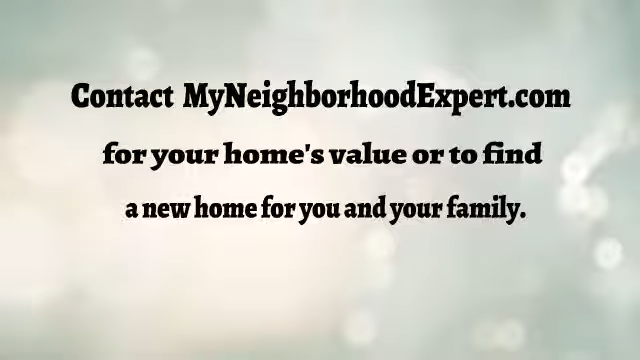 Contact MyNeighborhoodExpert.com
for your home's value or to find
a new home for you and your family.